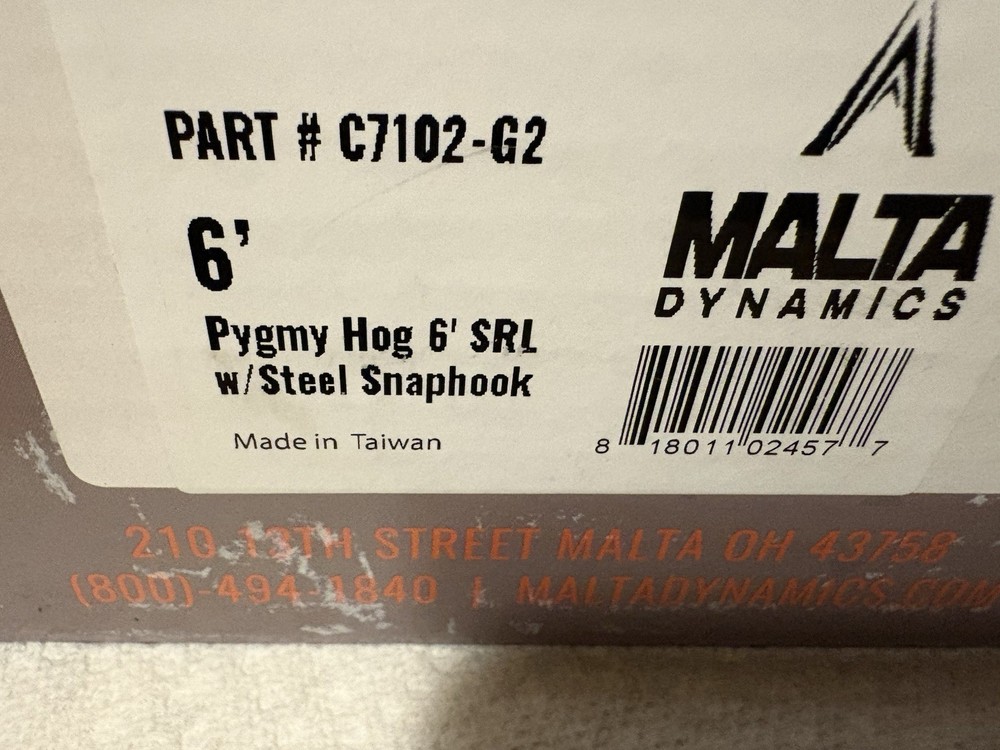 PART # C7102-G2
6'
Pygmy Hog 6' SRL
w/Steel Snaphook
Made in Taiwan
MALTA
DYNAMICS
8 18011 02457 7
210 13TH STREET MALTA OH 43758
(800)-494-1840 | MALTADYNAMICS.COM